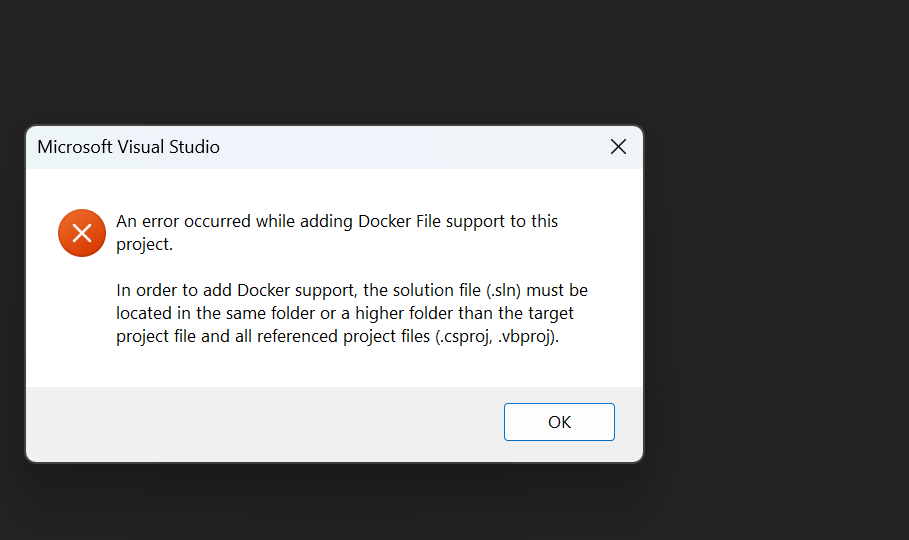 Microsoft Visual Studio
An error occurred while adding Docker File support to this
project.
In order to add Docker support, the solution file (.sln) must be
located in the same folder or a higher folder than the target
project file and all referenced project files (.csproj, .vbproj).
OK